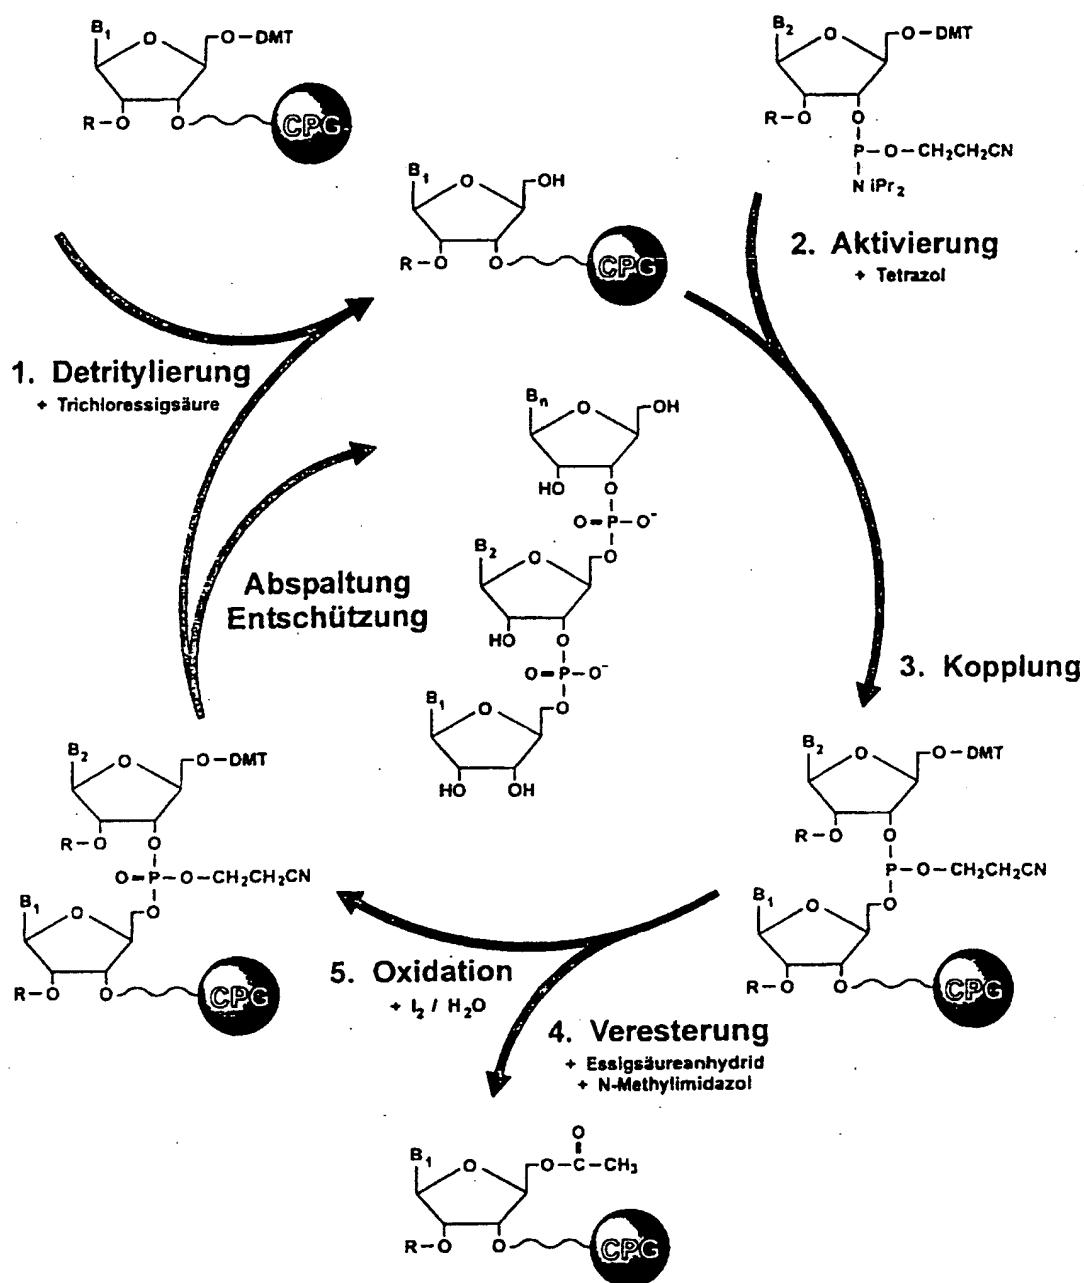 B1
O
O–DMT
R–O
O
CPG
B2
O
O–DMT
R–O
O
P–O–CH2CH2CN
N iPr2
B1
O
OH
R–O
O
CPG
2. Aktivierung
+ Tetrazol
1. Detritylierung
+ Trichloressigsäure
Bn
O
OH
HO
O
O=P–O-
O
B2
O
HO
O
O=P–O-
O
B1
O
HO
OH
Abspaltung
Entschützung
3. Kopplung
B2
O
O–DMT
R–O
O
O=P–O–CH2CH2CN
O
B1
O
R–O
O
CPG
B2
O
O–DMT
R–O
O
P–O–CH2CH2CN
O
B1
O
R–O
O
CPG
5. Oxidation
+ I2 / H2O
4. Veresterung
+ Essigsäureanhydrid
+ N-Methylimidazol
B1
O
O
O–C–CH3
R–O
O
CPG